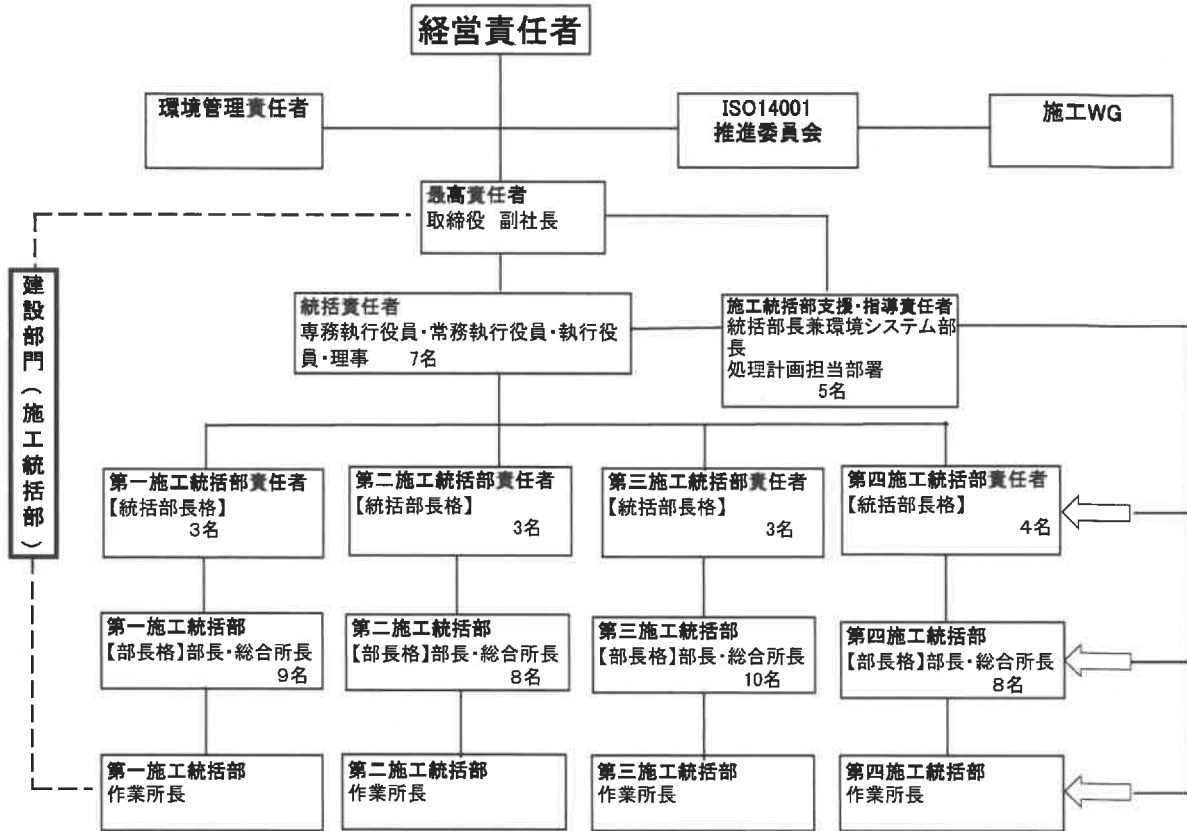 経営責任者
環境管理責任者
ISO14001
推進委員会
施工WG
最高責任者
取締役 副社長
建設部門（施工統括部）
統括責任者
専務執行役員・常務執行役員・執行役
員・理事 7名
施工統括部支援・指導責任者
統括部長兼環境システム部
長
処理計画担当部署
5名
第一施工統括部責任者
【統括部長格】
3名
第二施工統括部責任者
【統括部長格】
3名
第三施工統括部責任者
【統括部長格】
3名
第四施工統括部責任者
【統括部長格】
4名
第一施工統括部
【部長格】部長・総合所長
9名
第二施工統括部
【部長格】部長・総合所長
8名
第三施工統括部
【部長格】部長・総合所長
10名
第四施工統括部
【部長格】部長・総合所長
8名
第一施工統括部
作業所長
第二施工統括部
作業所長
第三施工統括部
作業所長
第四施工統括部
作業所長